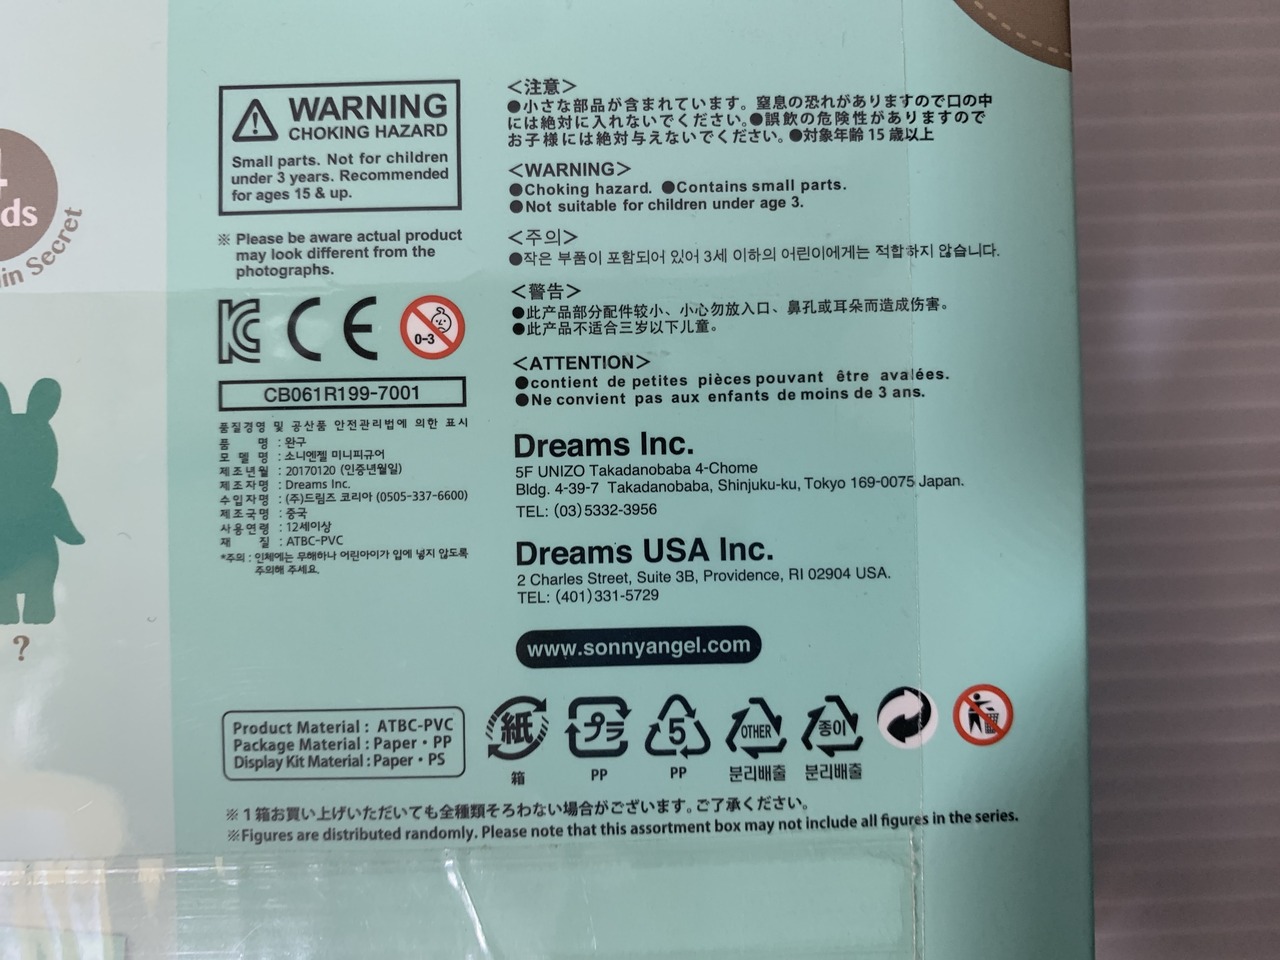 ds
in Secret
?
WARNING
CHOKING HAZARD
Small parts. Not for children
under 3 years. Recommended
for ages 15 & up.
※ Please be aware actual product
may look different from the
photographs.
CE
0-3
CB061R199-7001
품질경영 및 공산품 안전관리법에 의한 표시
품 명 : 완구
모 델 명 : 소니엔젤 미니피규어
제조년월 : 20170120 (인증년월일)
제조자명 : Dreams Inc.
수입자명 : (주)드림즈 코리아 (0505-337-6600)
제조국명 : 중국
사용연령 : 12세이상
재 질 : ATBC-PVC
*주의 : 인체에는 무해하나 어린아이가 입에 넣지 않도록
주의해 주세요.
<注意>
●小さな部品が含まれています。窒息の恐れがありますので口の中
には絶対に入れないでください。●誤飲の危険性がありますので
お子様には絶対与えないでください。●対象年齢 15 歳以上
<WARNING>
●Choking hazard. ●Contains small parts.
●Not suitable for children under age 3.
<주의>
●작은 부품이 포함되어 있어 3세 이하의 어린이에게는 적합하지 않습니다.
<警告>
●此产品部分配件较小、小心勿放入口、鼻孔或耳朵而造成伤害。
●此产品不适合三岁以下儿童。
<ATTENTION>
●contient de petites pièces pouvant être avalées.
●Ne convient pas aux enfants de moins de 3 ans.
Dreams Inc.
5F UNIZO Takadanobaba 4-Chome
Bldg. 4-39-7 Takadanobaba, Shinjuku-ku, Tokyo 169-0075 Japan.
TEL: (03)5332-3956
Dreams USA Inc.
2 Charles Street, Suite 3B, Providence, RI 02904 USA.
TEL: (401)331-5729
www.sonnyangel.com
Product Material : ATBC-PVC
Package Material : Paper・PP
Display Kit Material : Paper・PS
紙 プラ 5 OTHER 종이
箱 PP PP 분리배출 분리배출
※１箱お買い上げいただいても全種類そろわない場合がございます。ご了承ください。
※Figures are distributed randomly. Please note that this assortment box may not include all figures in the series.